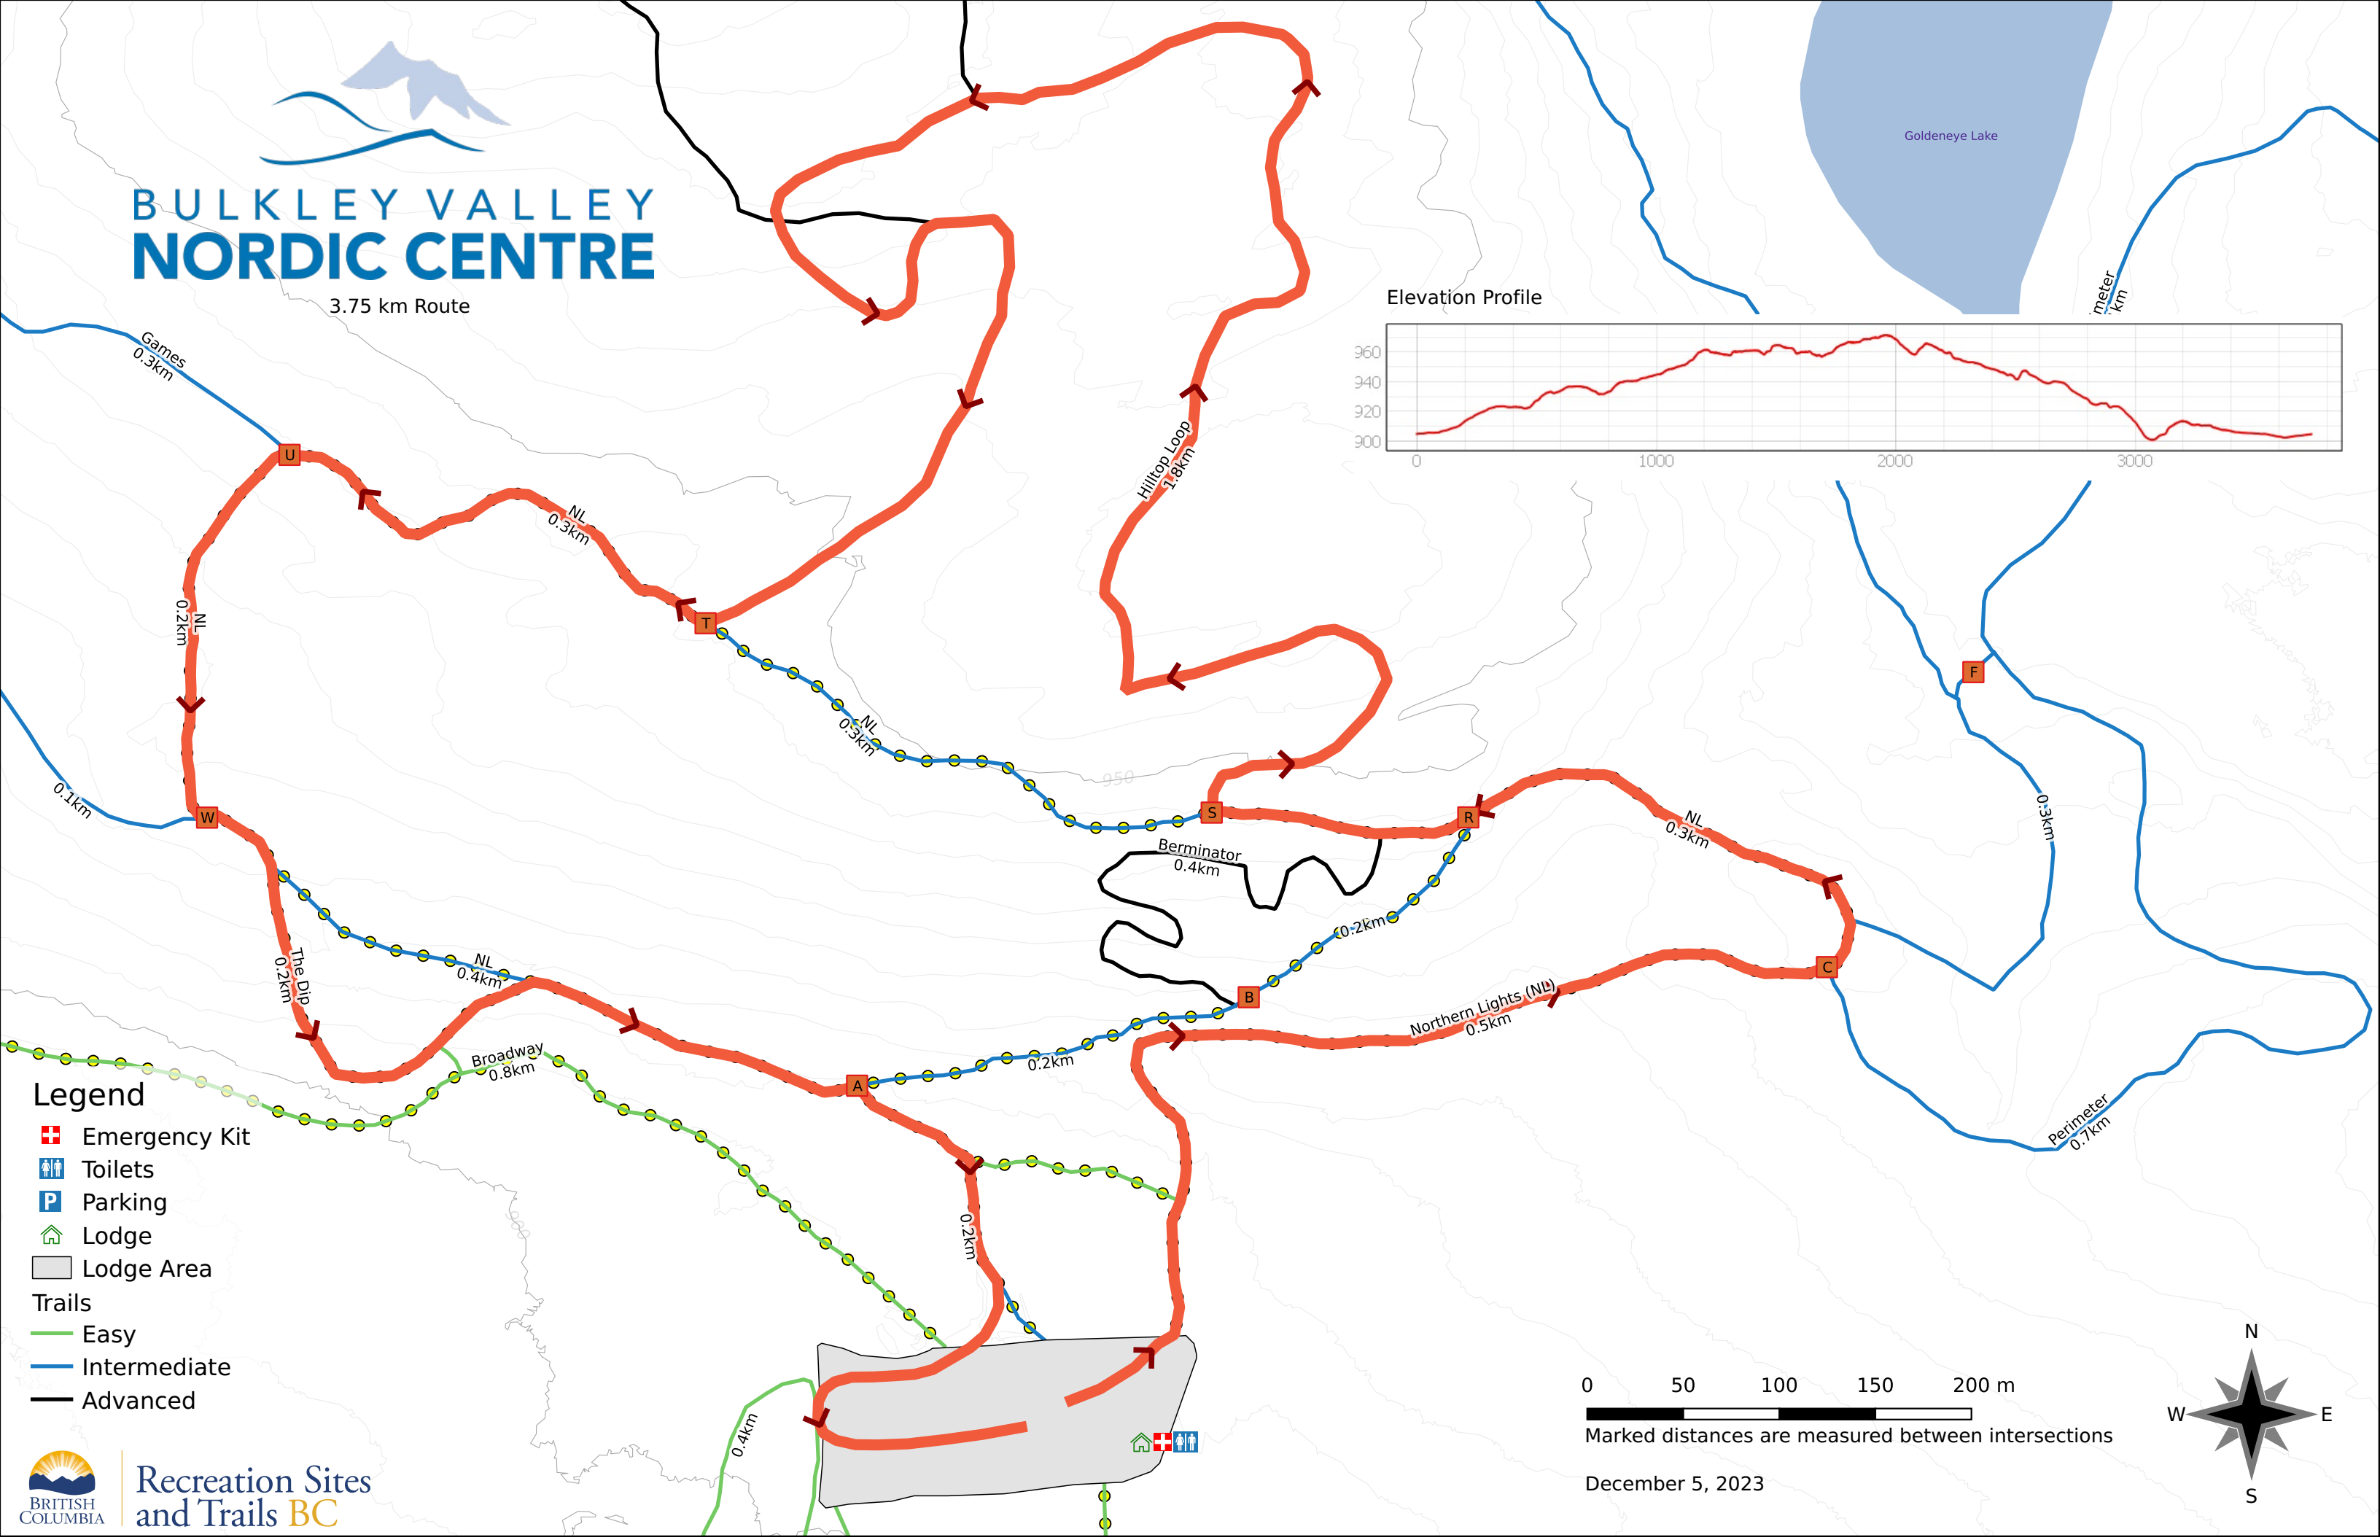 BULKLEY VALLEY
NORDIC CENTRE
3.75 km Route
Goldeneye Lake
meter
km
Elevation Profile
960
940
920
900
0
1000
2000
3000
Games
0.3km
U
NL
0.3km
Hilltop Loop
1.8km
NL
0.2km
T
F
NL
0.3km
950
0.1km
W
S
R
NL
0.3km
0.3km
Berminator
0.4km
0.2km
NL
0.4km
The Dip
0.2km
C
B
Northern Lights (NL)
0.5km
Broadway
0.8km
0.2km
A
Perimeter
0.7km
0.2km
0.4km
Legend
Emergency Kit
Toilets
P Parking
Lodge
Lodge Area
Trails
Easy
Intermediate
Advanced
BRITISH
COLUMBIA
Recreation Sites
and Trails BC
0 50 100 150 200 m
Marked distances are measured between intersections
December 5, 2023
N
W
E
S